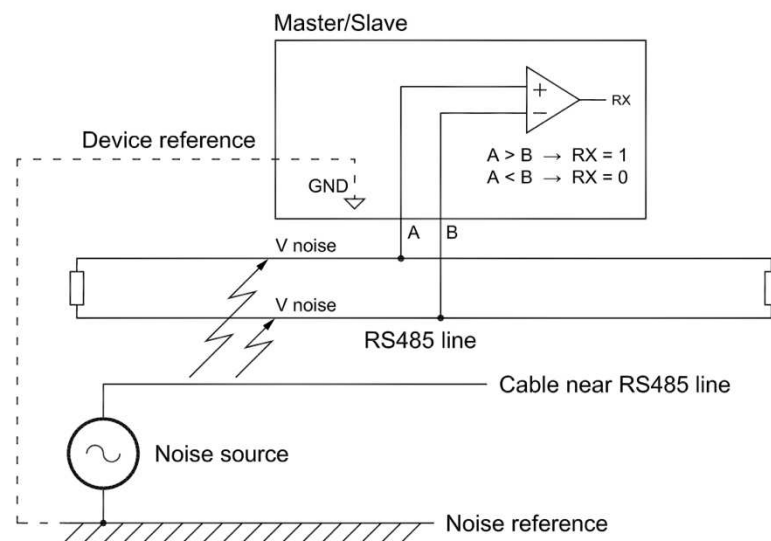 Master/Slave
+
−
RX
Device reference
A > B → RX = 1
A < B → RX = 0
GND
A
B
V noise
V noise
RS485 line
Cable near RS485 line
Noise source
Noise reference